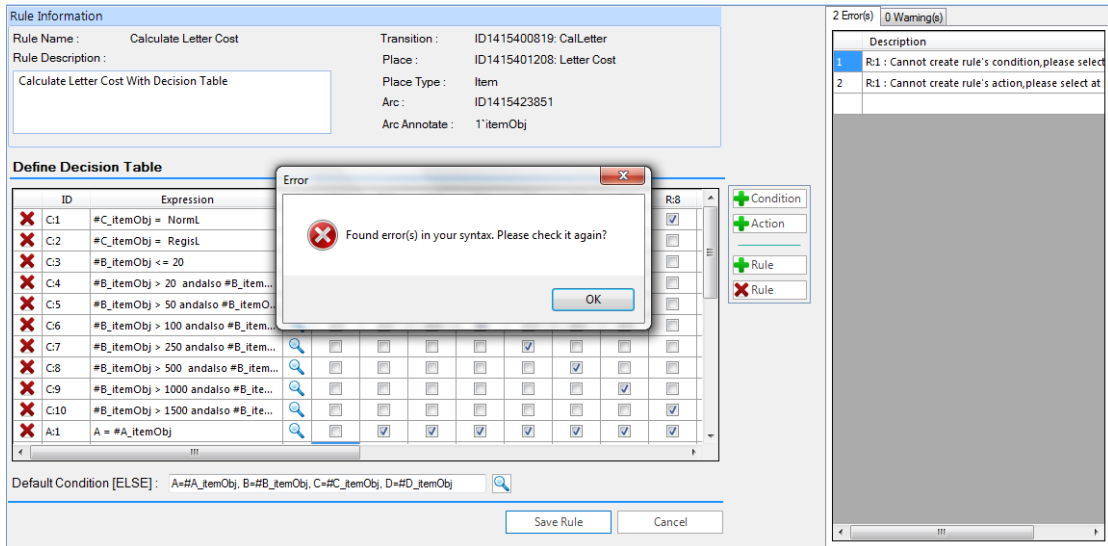 Rule Information
Rule Name : Calculate Letter Cost Transition : ID1415400819: CalLetter
Rule Description : Place : ID1415401208: Letter Cost
Calculate Letter Cost With Decision Table Place Type : Item
Arc : ID1415423851
Arc Annotate : 1`itemObj
Define Decision Table
ID Expression R:8
C:1 #C_itemObj = NormL
C:2 #C_itemObj = RegisL
C:3 #B_itemObj <= 20
C:4 #B_itemObj > 20 andalso #B_item...
C:5 #B_itemObj > 50 andalso #B_itemO...
C:6 #B_itemObj > 100 andalso #B_item...
C:7 #B_itemObj > 250 andalso #B_item...
C:8 #B_itemObj > 500 andalso #B_item...
C:9 #B_itemObj > 1000 andalso #B_ite...
C:10 #B_itemObj > 1500 andalso #B_ite...
A:1 A = #A_itemObj
Error
Found error(s) in your syntax. Please check it again?
OK
Condition
Action
Rule
Rule
Default Condition [ELSE] : A=#A_itemObj, B=#B_itemObj, C=#C_itemObj, D=#D_itemObj
Save Rule Cancel
2 Error(s) 0 Warning(s)
Description
1 R:1 : Cannot create rule's condition,please select
2 R:1 : Cannot create rule's action,please select at